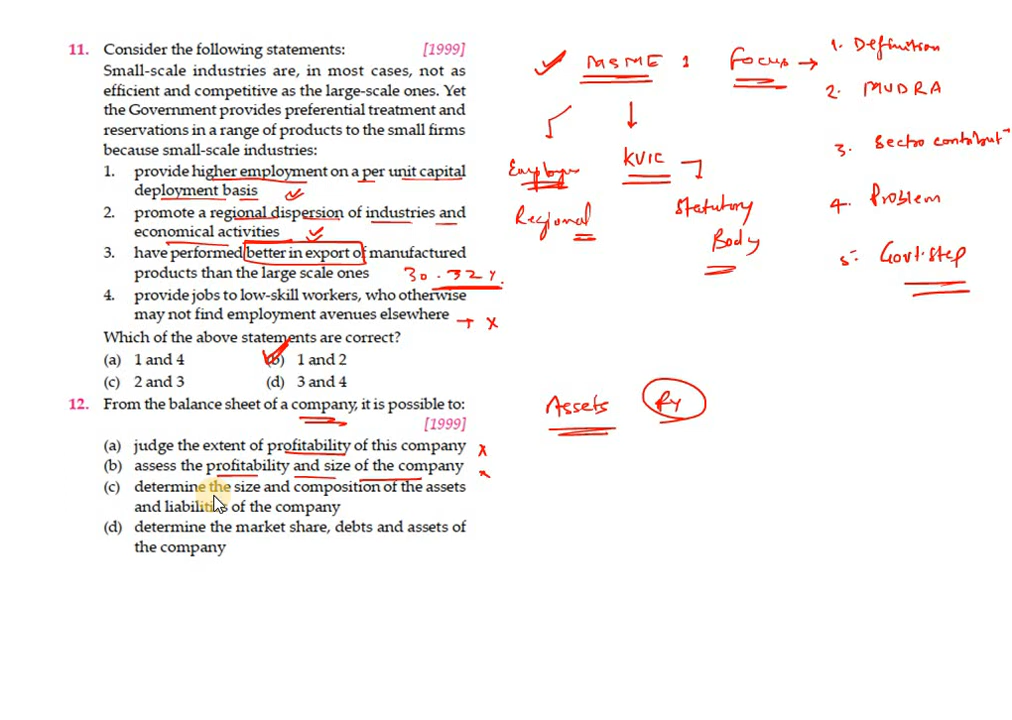 11. Consider the following statements: [1999]
Small-scale industries are, in most cases, not as
efficient and competitive as the large-scale ones. Yet
the Government provides preferential treatment and
reservations in a range of products to the small firms
because small-scale industries:
1. provide higher employment on a per unit capital
deployment basis
2. promote a regional dispersion of industries and
economical activities
3. have performed better in export of manufactured
products than the large scale ones 30.32%
4. provide jobs to low-skill workers, who otherwise
may not find employment avenues elsewhere → x
Which of the above statements are correct?
(a) 1 and 4 (b) 1 and 2
(c) 2 and 3 (d) 3 and 4
12. From the balance sheet of a company, it is possible to:
[1999]
(a) judge the extent of profitability of this company x
(b) assess the profitability and size of the company x
(c) determine the size and composition of the assets
and liabilities of the company
(d) determine the market share, debts and assets of
the company
MSME : Focus →
KVIC
Regional
Statutory
Body
1. Definition
2. MUDRA
3. Sector
4. Problem
5. Govt. step
Assets